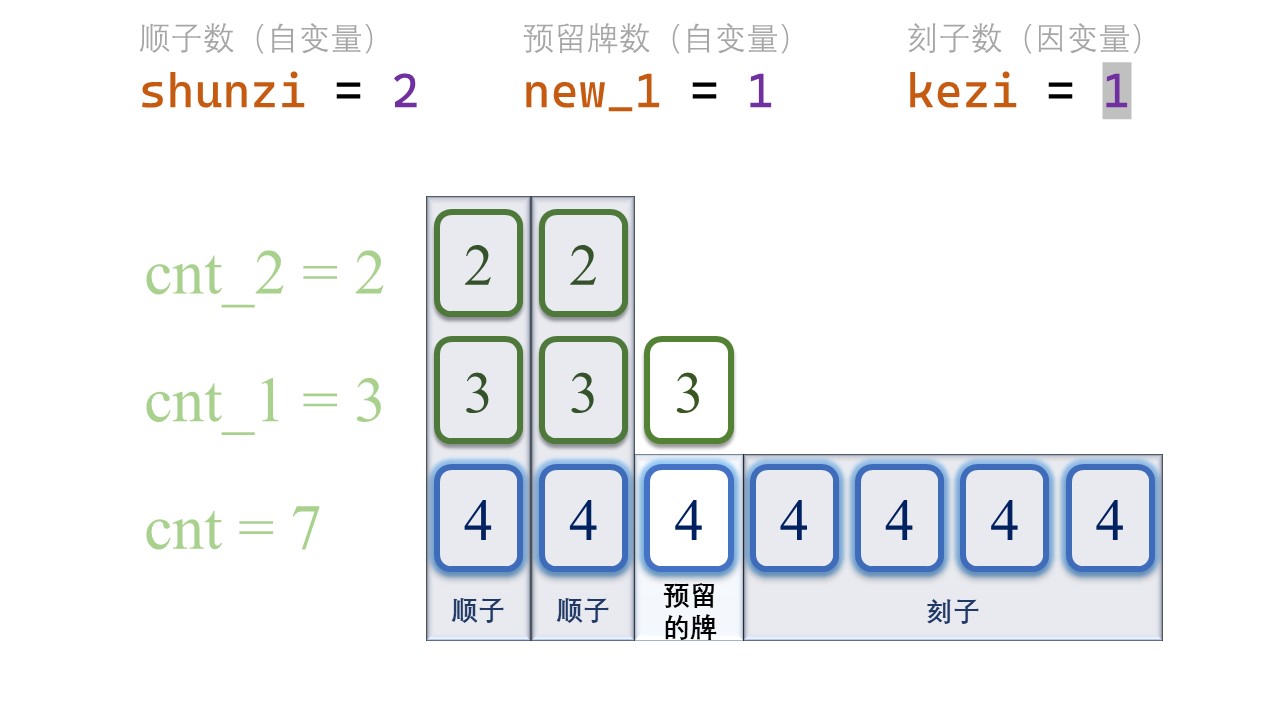 顺子数（自变量） 预留牌数（自变量） 刻子数（因变量）
shunzi = 2 new_1 = 1 kezi = 1
cnt_2 = 2 2 2
cnt_1 = 3 3 3 3
cnt = 7 4 4 4 4 4 4 4
顺子 顺子 预留的牌 刻子